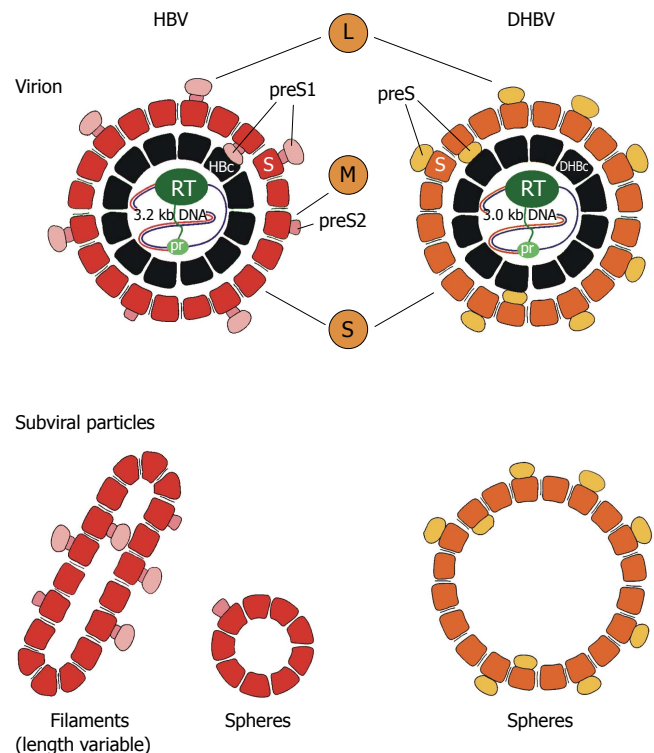 HBV
L
DHBV
Virion
preS1
preS
HBc
S
S
DHBc
RT
M
RT
3.2 kb DNA
3.0 kb DNA
preS2
pr
pr
S
Subviral particles
Filaments
(length variable)
Spheres
Spheres